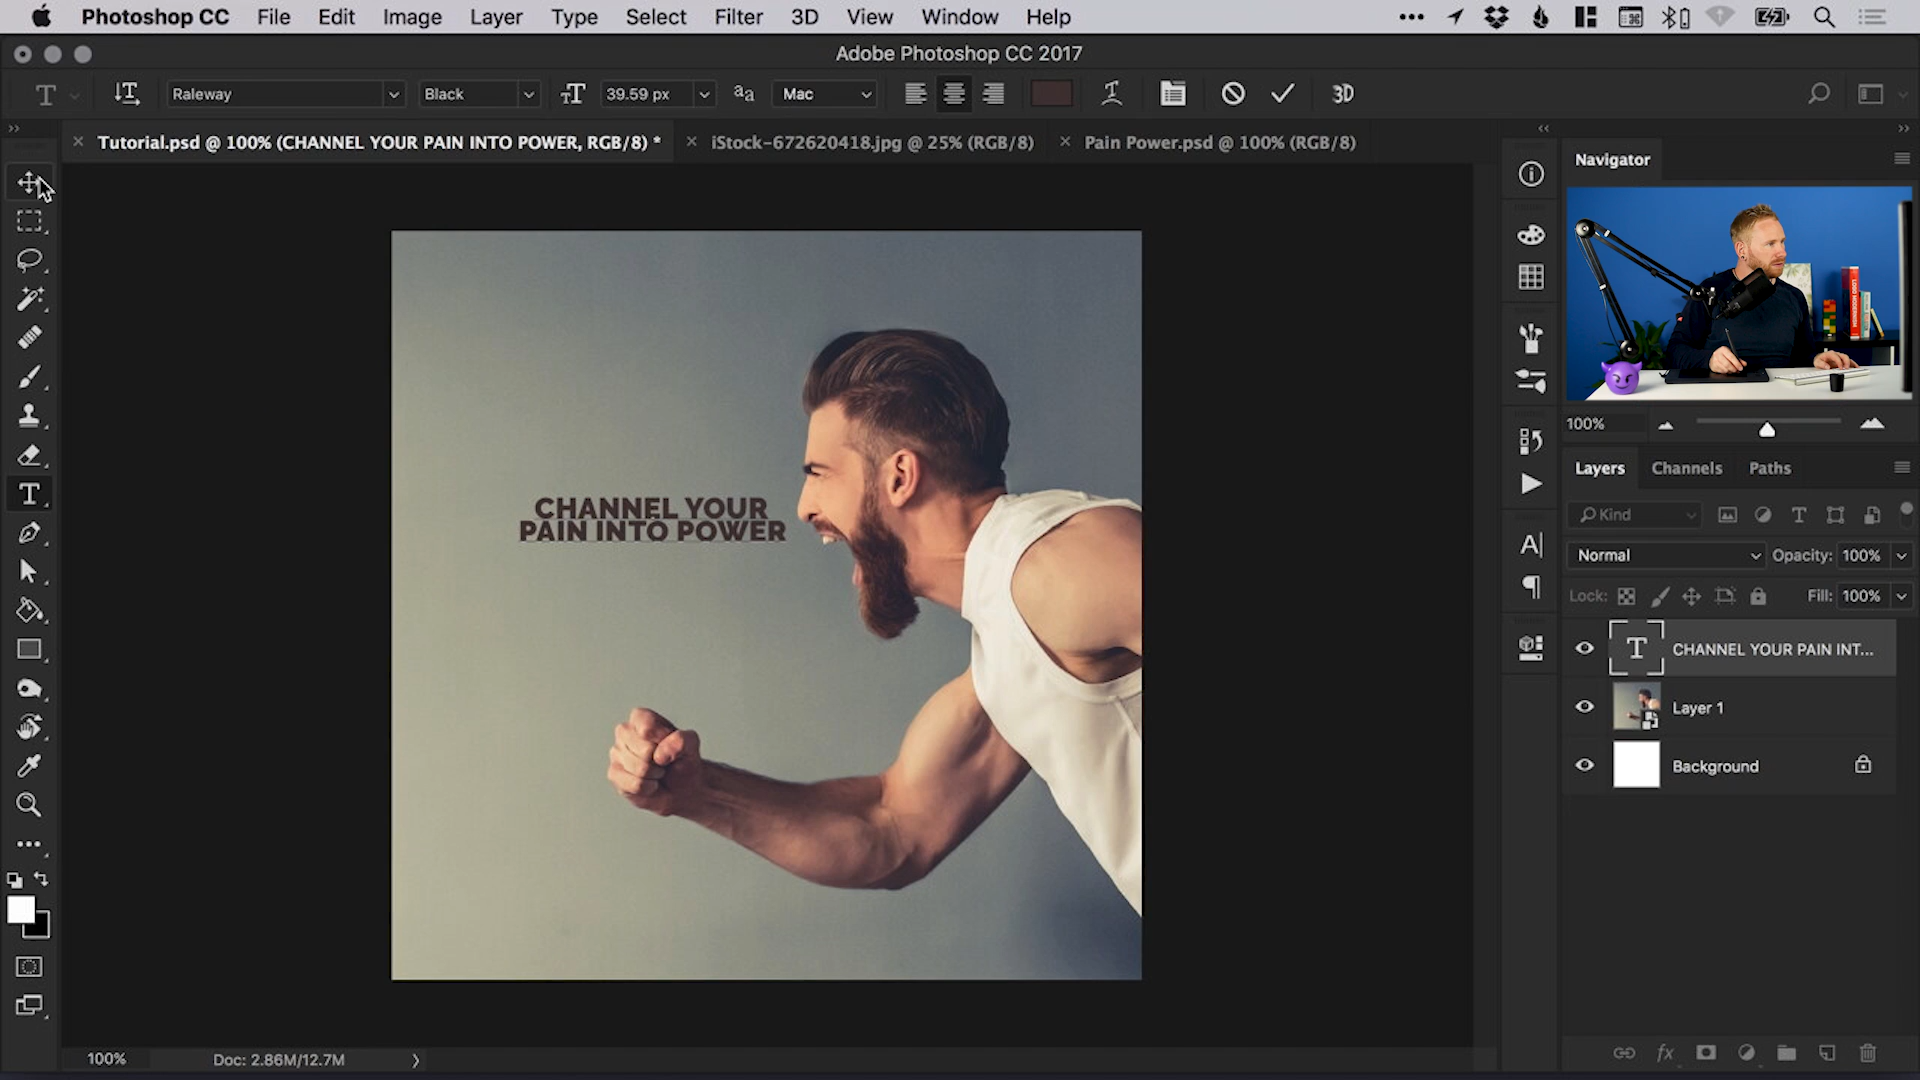 Photoshop CC File Edit Image Layer Type Select Filter 3D View Window Help
Adobe Photoshop CC 2017
Raleway Black 39.59 px Mac 3D
Tutorial.psd @ 100% (CHANNEL YOUR PAIN INTO POWER, RGB/8) * iStock-672620418.jpg @ 25% (RGB/8) Pain Power.psd @ 100% (RGB/8)
Navigator
100%
Layers Channels Paths
Kind
Normal Opacity: 100%
Lock: Fill: 100%
CHANNEL YOUR PAIN INT...
Layer 1
Background
CHANNEL YOUR
PAIN INTO POWER
100% Doc: 2.86M/12.7M